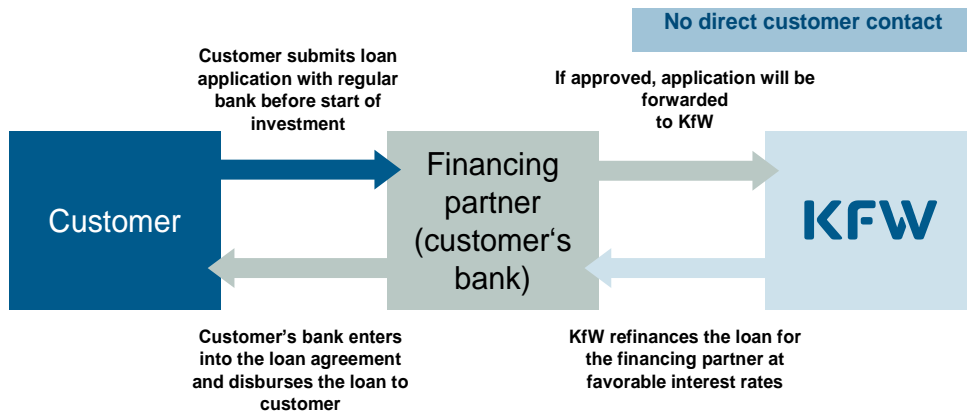 No direct customer contact
Customer submits loan
application with regular
bank before start of
investment
If approved, application will be
forwarded
to KfW
Customer
Financing
partner
(customer‘s
bank)
KFW
Customer’s bank enters
into the loan agreement
and disburses the loan to
customer
KfW refinances the loan for
the financing partner at
favorable interest rates